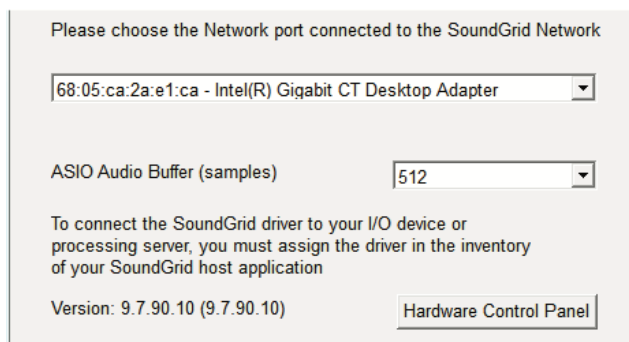 Please choose the Network port connected to the SoundGrid Network
68:05:ca:2a:e1:ca - Intel(R) Gigabit CT Desktop Adapter
ASIO Audio Buffer (samples)
512
To connect the SoundGrid driver to your I/O device or
processing server, you must assign the driver in the inventory
of your SoundGrid host application
Version: 9.7.90.10 (9.7.90.10)
Hardware Control Panel